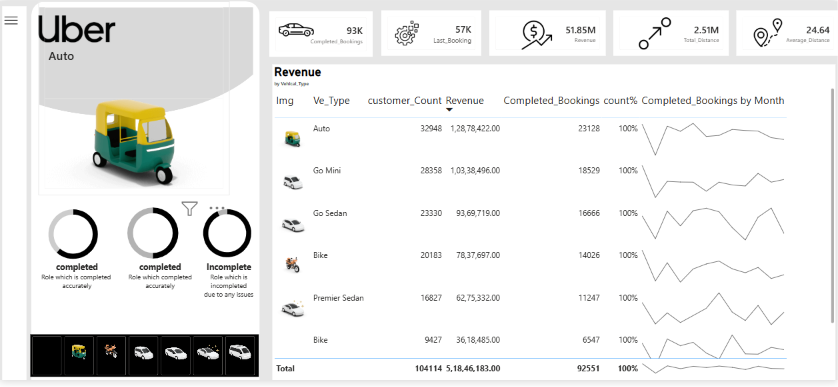 Uber
Auto
93K
Completed_Bookings
57K
Last_Booking
51.85M
Revenue
2.51M
Total_Distance
24.64
Average_Distance
Revenue
by Vehical_Type
Img Ve_Type customer_Count Revenue Completed_Bookings count% Completed_Bookings by Month
Auto 32948 1,28,78,422.00 23128 100%
Go Mini 28358 1,03,38,496.00 18529 100%
Go Sedan 23330 93,69,719.00 16666 100%
Bike 20183 78,37,697.00 14026 100%
Premier Sedan 16827 62,75,332.00 11247 100%
Bike 9427 36,18,485.00 6547 100%
Total 104114 5,18,46,183.00 92551 100%
completed
Role which is completed
accurately
completed
Role which completed
accurately
Incomplete
Role which is
incompleted
due to any issues